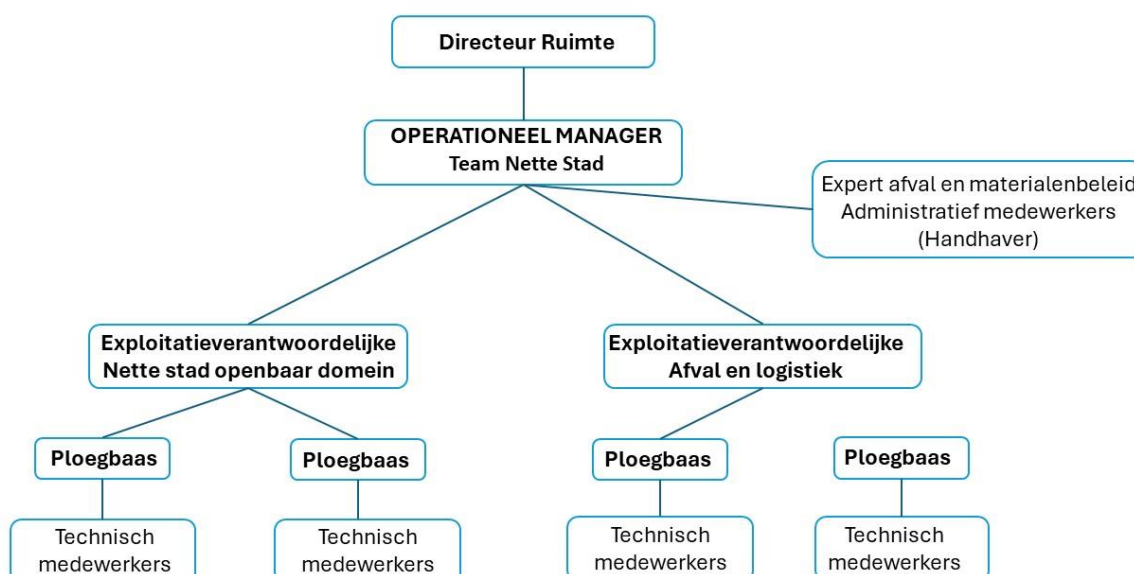 Directeur Ruimte
OPERATIONEEL MANAGER
Team Nette Stad
Expert afval en materialenbeleid
Administratief medewerkers
(Handhaver)
Exploitatieverantwoordelijke
Nette stad openbaar domein
Exploitatieverantwoordelijke
Afval en logistiek
Ploegbaas
Ploegbaas
Ploegbaas
Ploegbaas
Technisch
medewerkers
Technisch
medewerkers
Technisch
medewerkers
Technisch
medewerkers